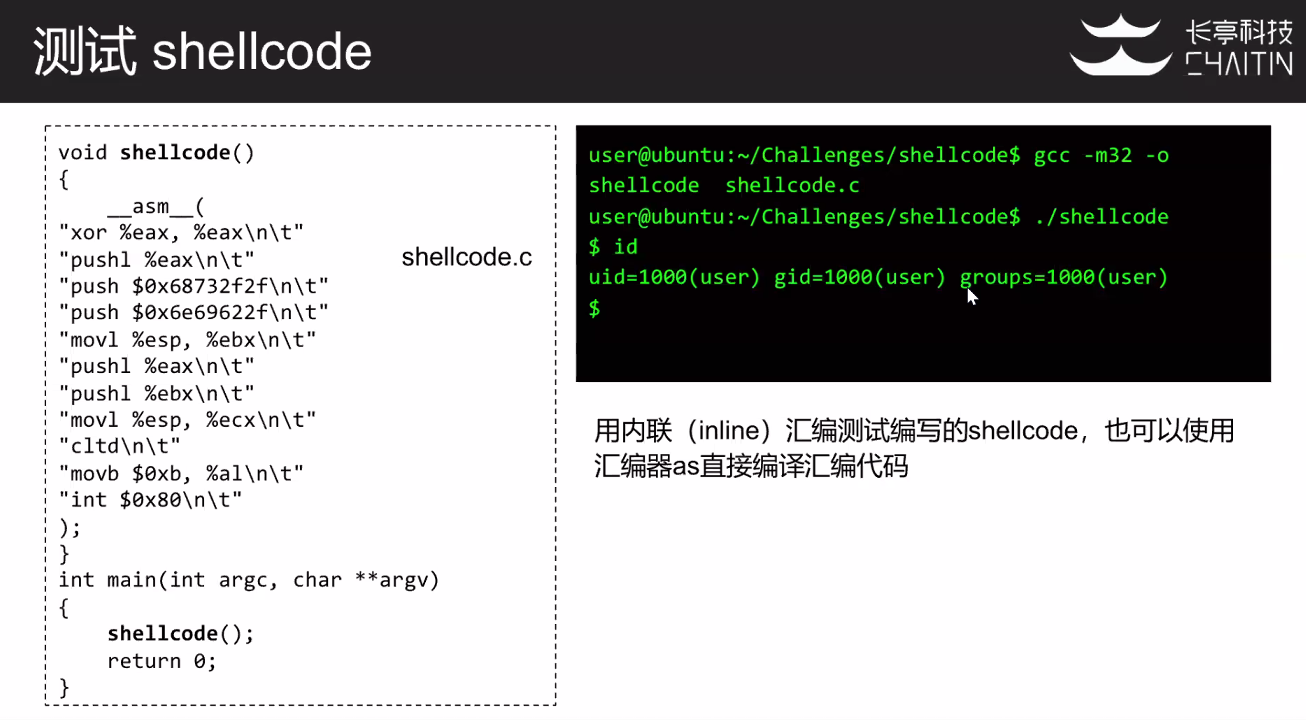 测试 shellcode
长亭科技
CHAITIN
void shellcode()
{
    __asm__(
"xor %eax, %eax\n\t"
"pushl %eax\n\t"
"push $0x68732f2f\n\t"
"push $0x6e69622f\n\t"
"movl %esp, %ebx\n\t"
"pushl %eax\n\t"
"pushl %ebx\n\t"
"movl %esp, %ecx\n\t"
"cltd\n\t"
"movb $0xb, %al\n\t"
"int $0x80\n\t"
);
}
int main(int argc, char **argv)
{
    shellcode();
    return 0;
}
shellcode.c
user@ubuntu:~/Challenges/shellcode$ gcc -m32 -o
shellcode  shellcode.c
user@ubuntu:~/Challenges/shellcode$ ./shellcode
$ id
uid=1000(user) gid=1000(user) groups=1000(user)
$
用内联（inline）汇编测试编写的shellcode，也可以使用
汇编器as直接编译汇编代码